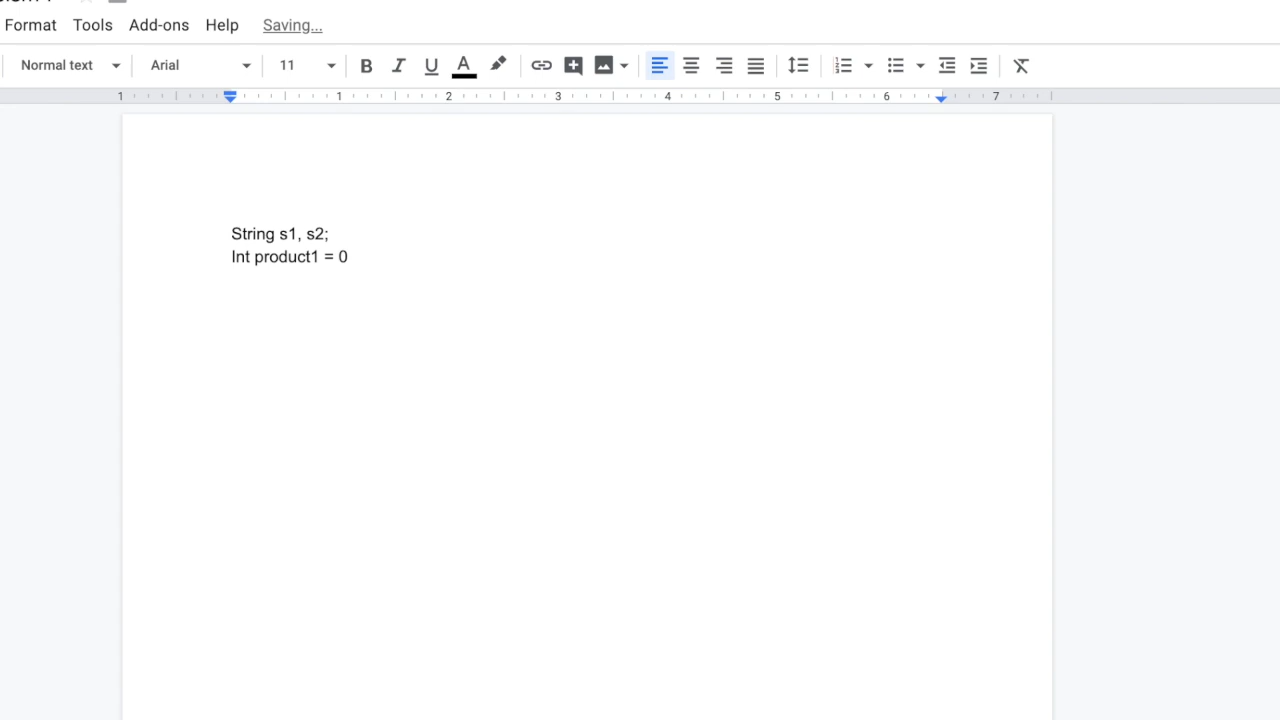 Format Tools Add-ons Help Saving...
Normal text Arial 11 B I U A
1 1 2 3 4 5 6 7
String s1, s2;
Int product1 = 0